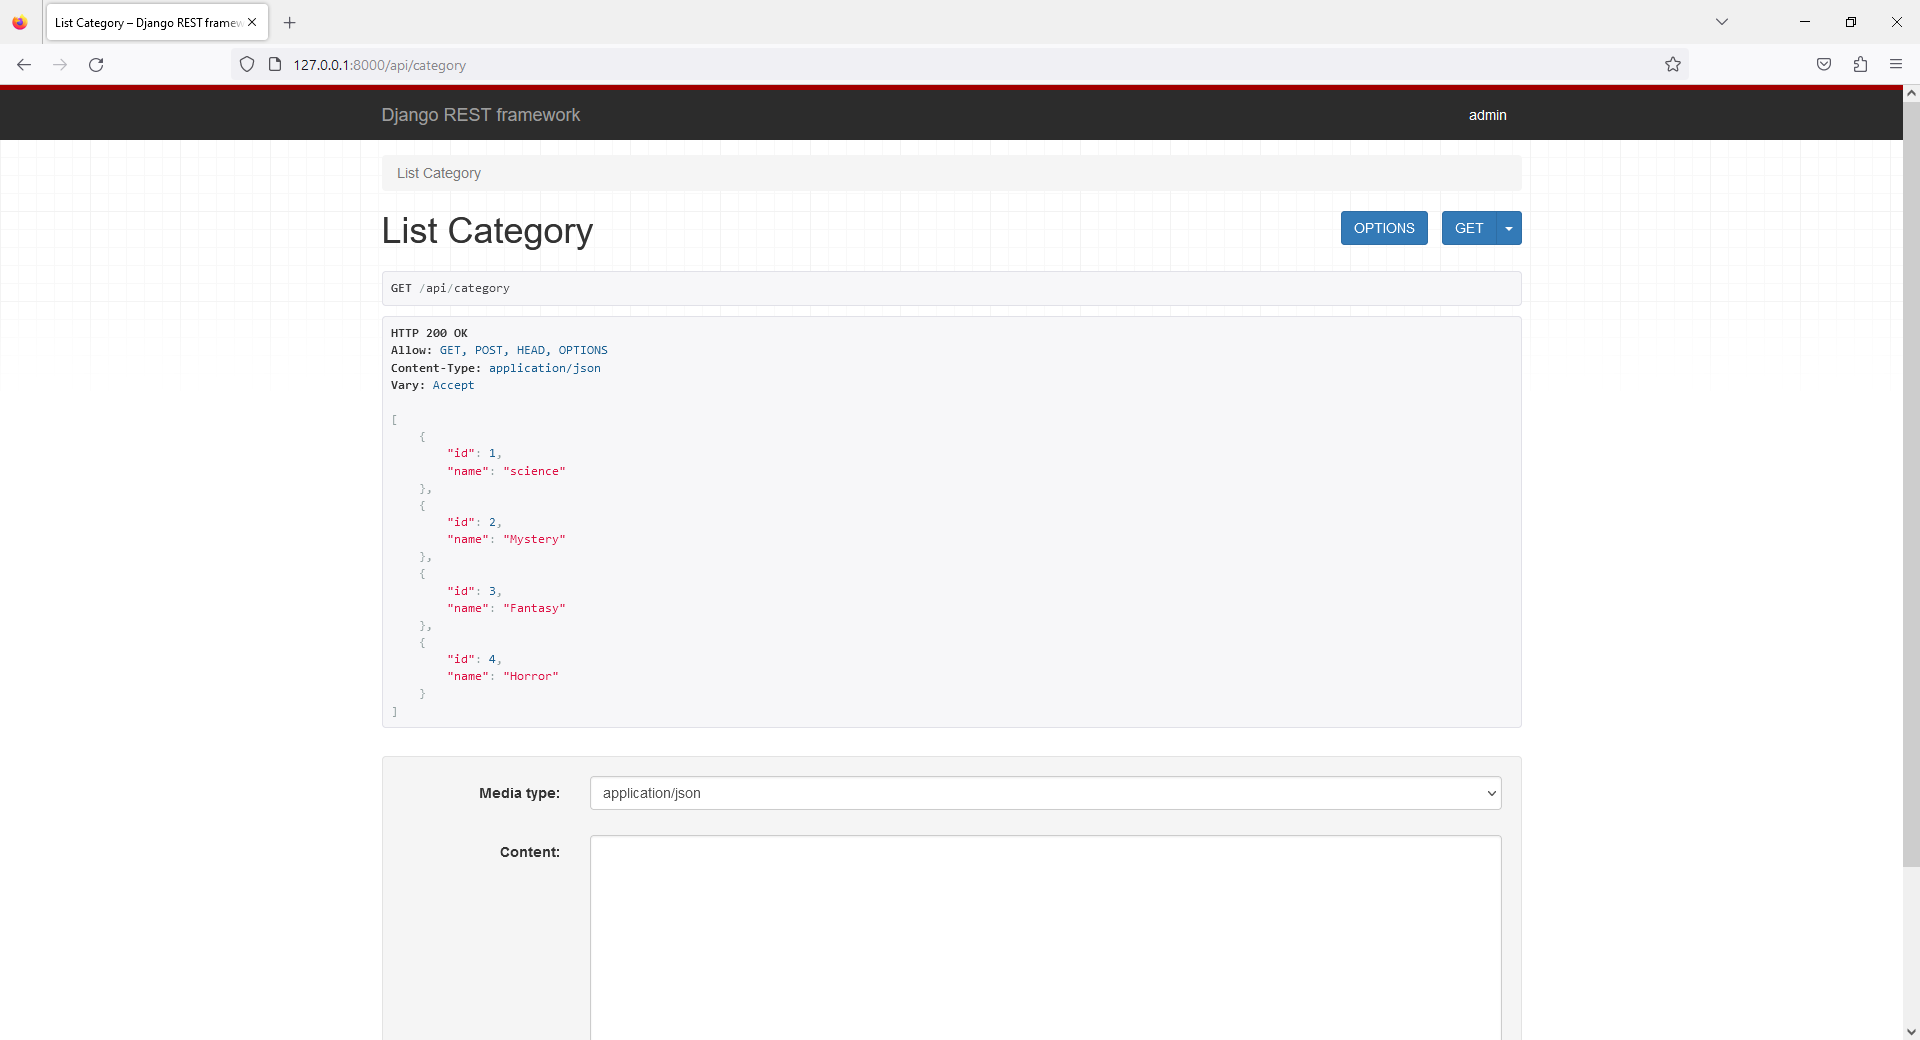 List Category – Django REST framew
127.0.0.1:8000/api/category
Django REST framework
admin
List Category
List Category
OPTIONS
GET
GET /api/category
HTTP 200 OK
Allow: GET, POST, HEAD, OPTIONS
Content-Type: application/json
Vary: Accept
[
    {
        "id": 1,
        "name": "science"
    },
    {
        "id": 2,
        "name": "Mystery"
    },
    {
        "id": 3,
        "name": "Fantasy"
    },
    {
        "id": 4,
        "name": "Horror"
    }
]
Media type:
application/json
Content: